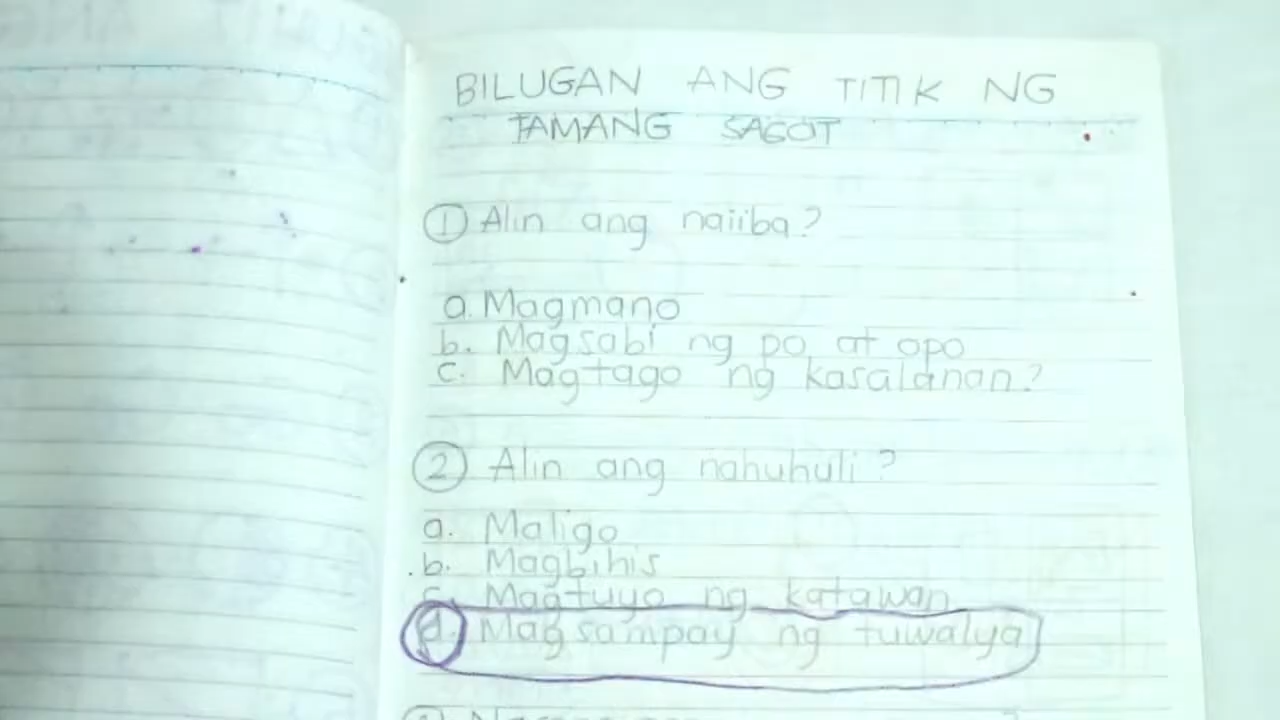 BILUGAN ANG TITIK NG
TAMANG SAGOT
1 Alin ang naiiba?
a. Magmano
b. Magsabi ng po at opo
c. Magtago ng kasalanan?
2 Alin ang nahuhuli?
a. Maligo
b. Magbihis
c. Magtuyo ng katawan
d. Magsampay ng tuwalya